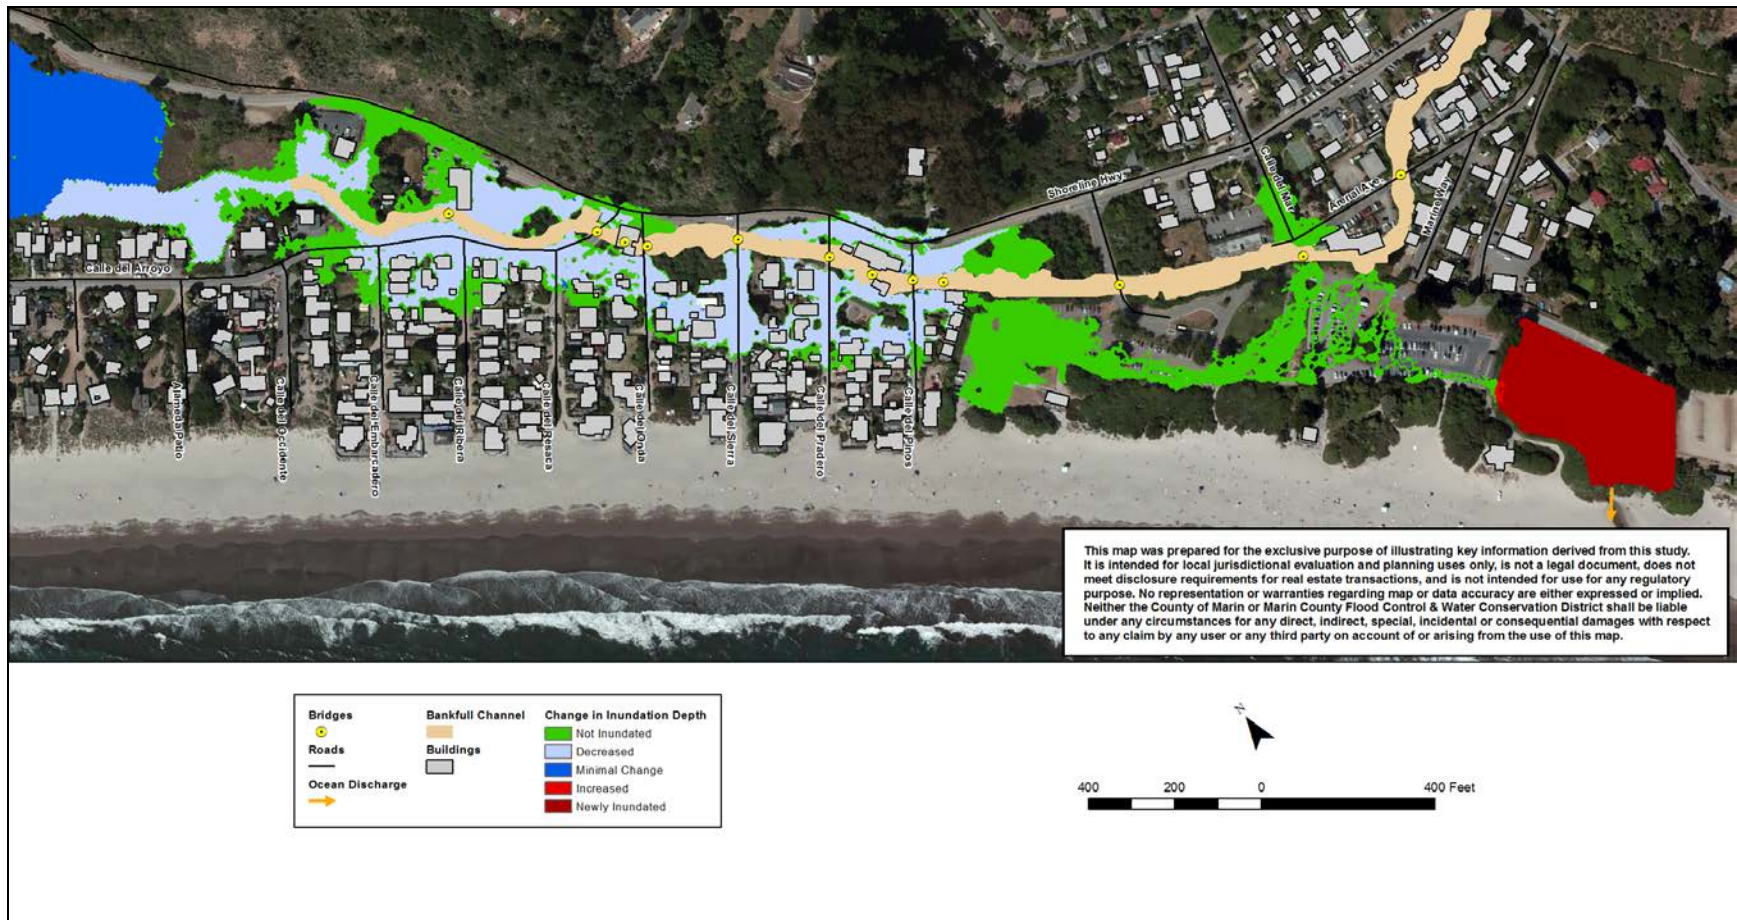 Shoreline Hwy
Calle del Mar
Arenal Ave
Marino Way
Calle del Arroyo
Alameda Patio
Calle del Occidente
Calle del Embarcadero
Calle del Ribera
Calle del Resaca
Calle del Onda
Calle del Sierra
Calle del Pradero
Calle del Pinos
This map was prepared for the exclusive purpose of illustrating key information derived from this study.
It is intended for local jurisdictional evaluation and planning uses only, is not a legal document, does not
meet disclosure requirements for real estate transactions, and is not intended for use for any regulatory
purpose. No representation or warranties regarding map or data accuracy are either expressed or implied.
Neither the County of Marin or Marin County Flood Control & Water Conservation District shall be liable
under any circumstances for any direct, indirect, special, incidental or consequential damages with respect
to any claim by any user or any third party on account of or arising from the use of this map.
Bridges
Roads
Ocean Discharge
Bankfull Channel
Buildings
Change in Inundation Depth
Not Inundated
Decreased
Minimal Change
Increased
Newly Inundated
N
400 200 0 400 Feet